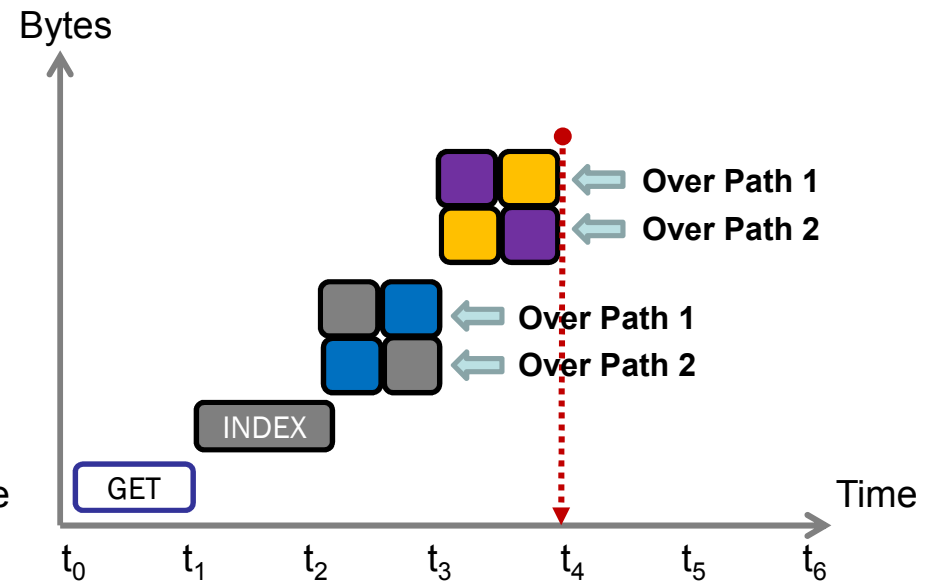 Bytes
Over Path 1
Over Path 2
Over Path 1
Over Path 2
INDEX
GET
e
Time
t₀ t₁ t₂ t₃ t₄ t₅ t₆